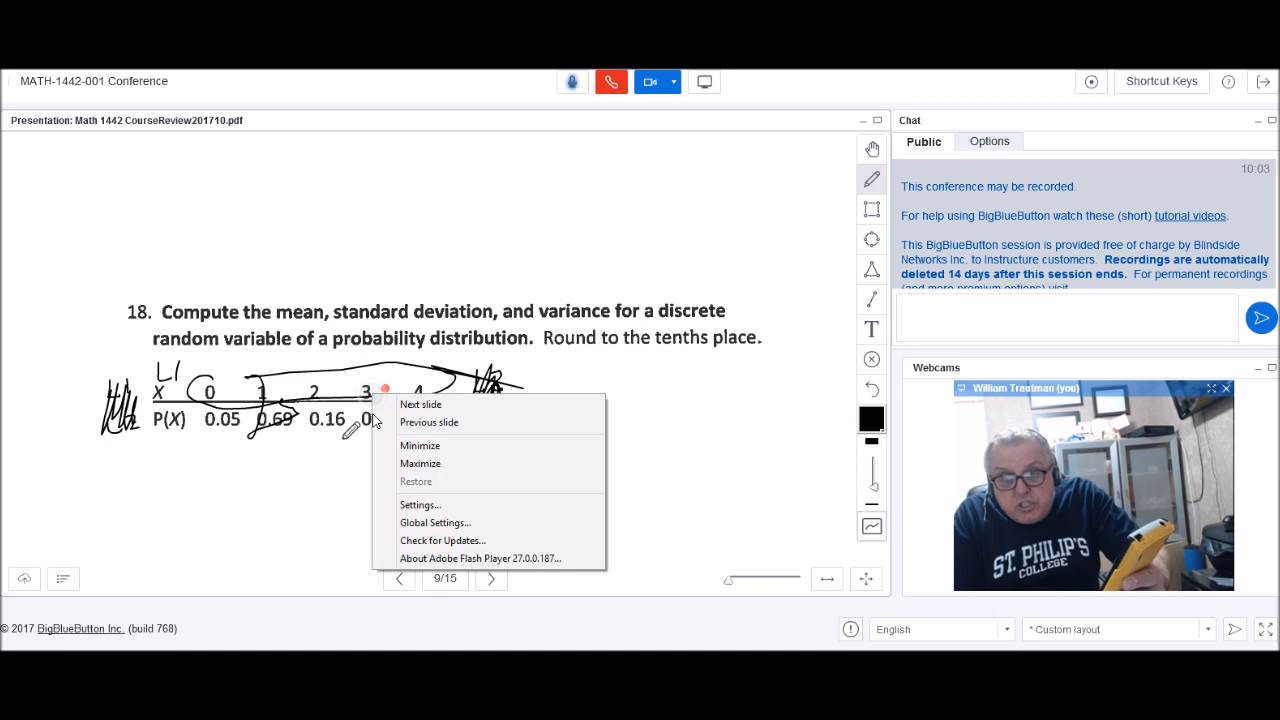 MATH-1442-001 Conference
Shortcut Keys
Presentation: Math 1442 CourseReview201710.pdf
Chat
Public Options
10:03
This conference may be recorded.
For help using BigBlueButton watch these (short) tutorial videos.
This BigBlueButton session is provided free of charge by Blindside
Networks Inc. to Instructure customers. Recordings are automatically
deleted 14 days after this session ends. For permanent recordings
(and more premium options) visit
18. Compute the mean, standard deviation, and variance for a discrete
random variable of a probability distribution. Round to the tenths place.
L1
X 0 1 2 3 4
P(X) 0.05 0.69 0.16 0
Next slide
Previous slide
Minimize
Maximize
Restore
Settings...
Global Settings...
Check for Updates...
About Adobe Flash Player 27.0.0.187...
T
9/15
Webcams
William Trautman (you)
ST. PHILIP'S
COLLEGE
© 2017 BigBlueButton Inc. (build 768)
English
* Custom layout